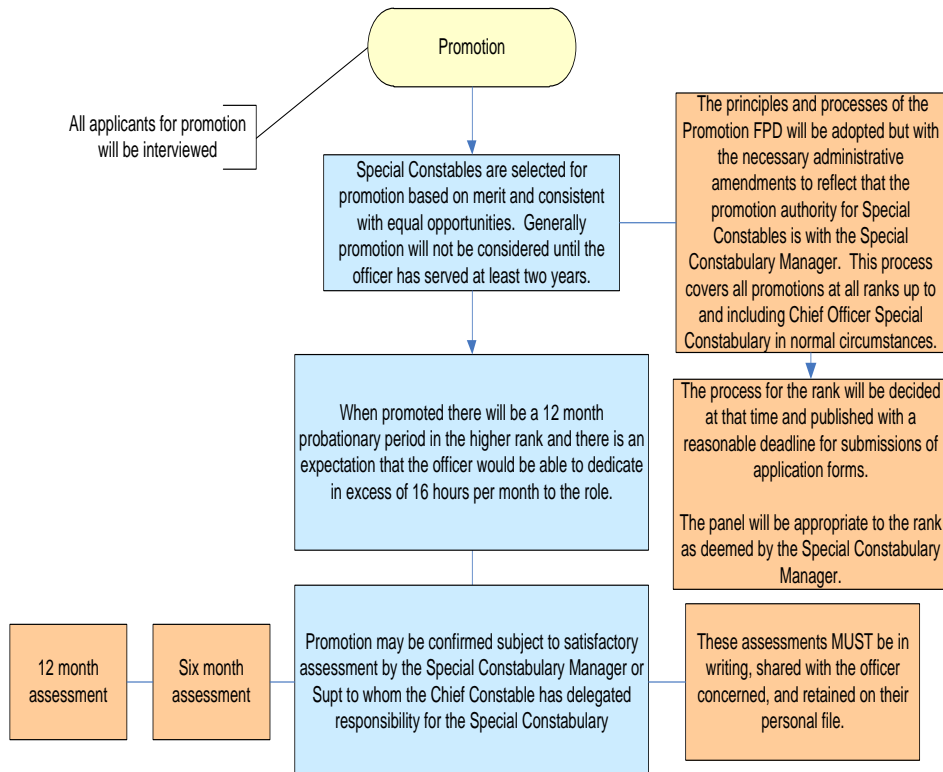 Promotion
All applicants for promotion
will be interviewed
Special Constables are selected for
promotion based on merit and consistent
with equal opportunities.  Generally
promotion will not be considered until the
officer has served at least two years.
The principles and processes of the
Promotion FPD will be adopted but with
the necessary administrative
amendments to reflect that the
promotion authority for Special
Constables is with the Special
Constabulary Manager.  This process
covers all promotions at all ranks up to
and including Chief Officer Special
Constabulary in normal circumstances.
When promoted there will be a 12 month
probationary period in the higher rank and there is an
expectation that the officer would be able to dedicate
in excess of 16 hours per month to the role.
The process for the rank will be decided
at that time and published with a
reasonable deadline for submissions of
application forms.
The panel will be appropriate to the rank
as deemed by the Special Constabulary
Manager.
12 month
assessment
Six month
assessment
Promotion may be confirmed subject to satisfactory
assessment by the Special Constabulary Manager or
Supt to whom the Chief Constable has delegated
responsibility for the Special Constabulary
These assessments MUST be in
writing, shared with the officer
concerned, and retained on their
personal file.